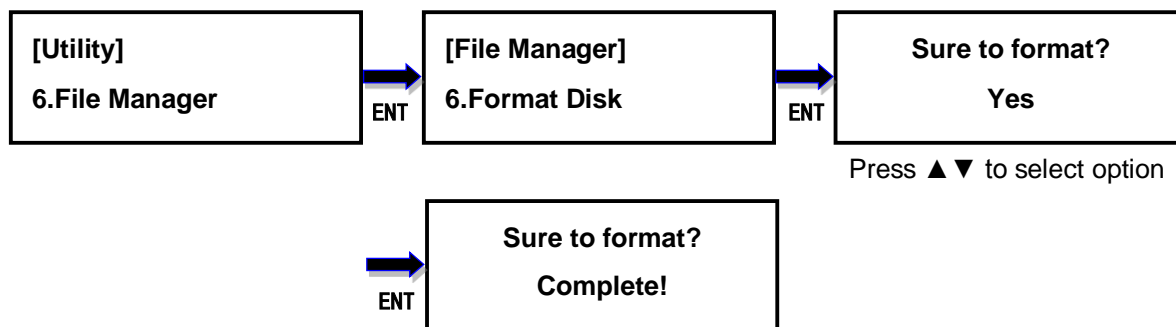 [Utility]
6.File Manager
ENT
[File Manager]
6.Format Disk
ENT
Sure to format?
Yes
Press ▲▼ to select option
ENT
Sure to format?
Complete!